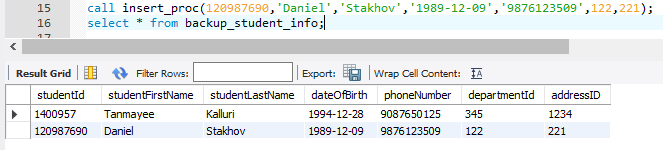 15 call insert_proc(120987690,'Daniel','Stakhov','1989-12-09','9876123509',122,221);
16 select * from backup_student_info;
Result Grid Filter Rows: Export: Wrap Cell Content: IA
studentId studentFirstName studentLastName dateOfBirth phoneNumber departmentId addressID
1400957 Tanmayee Kalluri 1994-12-28 9087650125 345 1234
120987690 Daniel Stakhov 1989-12-09 9876123509 122 221